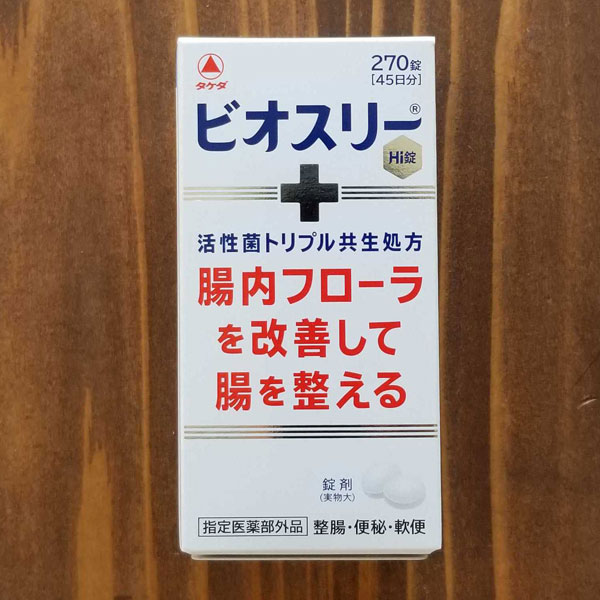 270錠
[45日分]
タケダ
ビオスリー®
Hi錠
活性菌トリプル共生処方
腸内フローラ
を改善して
腸を整える
錠剤
(実物大)
指定医薬部外品 整腸・便秘・軟便